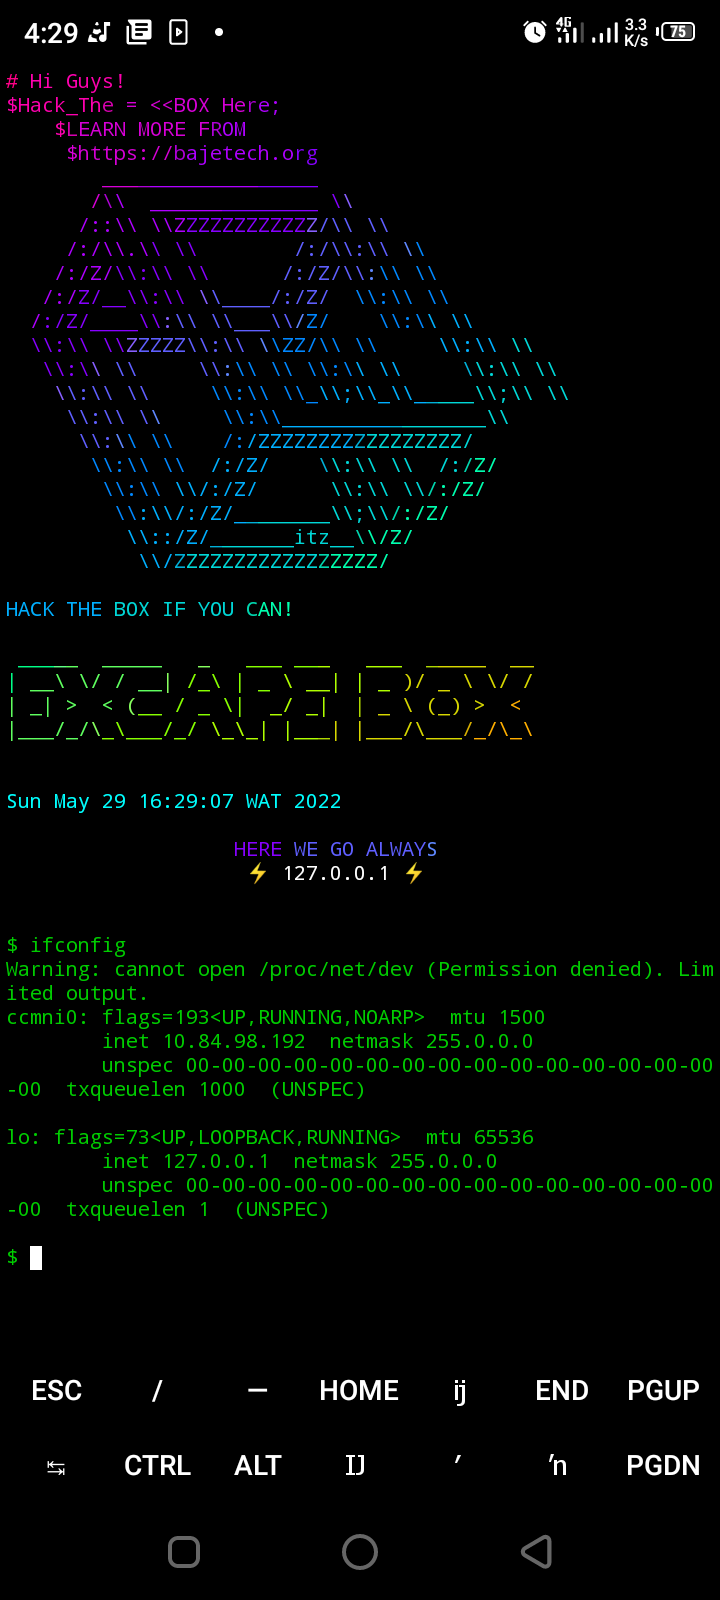 4:29 4G 3.3 K/s 75
# Hi Guys!
$Hack_The = <<BOX Here;
$LEARN MORE FROM
$https://bajetech.org
__________________
/\\  ______________ \\
/::\\ \\ZZZZZZZZZZZZ/\\ \\
/:/\\.\\ \\        /:/\\:\\ \\
/:/Z/\\:\\ \\      /:/Z/\\:\\ \\
/:/Z/__\\:\\ \\____/:/Z/  \\:\\ \\
/:/Z/____\\:\\ \\___\\/Z/    \\:\\ \\
\\:\\ \\ZZZZZ\\:\\ \\ZZ/\\ \\     \\:\\ \\
\\:\\ \\     \\:\\ \\ \\:\\ \\     \\:\\ \\
\\:\\ \\     \\:\\ \\_\\;\\_\\_____\\;\\ \\
\\:\\ \\     \\:\\_________________\\
\\:\\ \\    /:/ZZZZZZZZZZZZZZZZZ/
\\:\\ \\  /:/Z/    \\:\\ \\  /:/Z/
\\:\\ \\/:/Z/      \\:\\ \\/:/Z/
\\:\\/:/Z/________\\;\\/:/Z/
\\::/Z/_______itz__\\/Z/
\\/ZZZZZZZZZZZZZZZZZ/
HACK THE BOX IF YOU CAN!
EXCAPE BOX
Sun May 29 16:29:07 WAT 2022
HERE WE GO ALWAYS
⚡ 127.0.0.1 ⚡
$ ifconfig
Warning: cannot open /proc/net/dev (Permission denied). Lim
ited output.
ccmni0: flags=193<UP,RUNNING,NOARP>  mtu 1500
inet 10.84.98.192  netmask 255.0.0.0
unspec 00-00-00-00-00-00-00-00-00-00-00-00-00-00-00
-00  txqueuelen 1000  (UNSPEC)
lo: flags=73<UP,LOOPBACK,RUNNING>  mtu 65536
inet 127.0.0.1  netmask 255.0.0.0
unspec 00-00-00-00-00-00-00-00-00-00-00-00-00-00-00
-00  txqueuelen 1  (UNSPEC)
$
ESC / — HOME ĳ END PGUP
↹ CTRL ALT Ĳ ′ ŉ PGDN